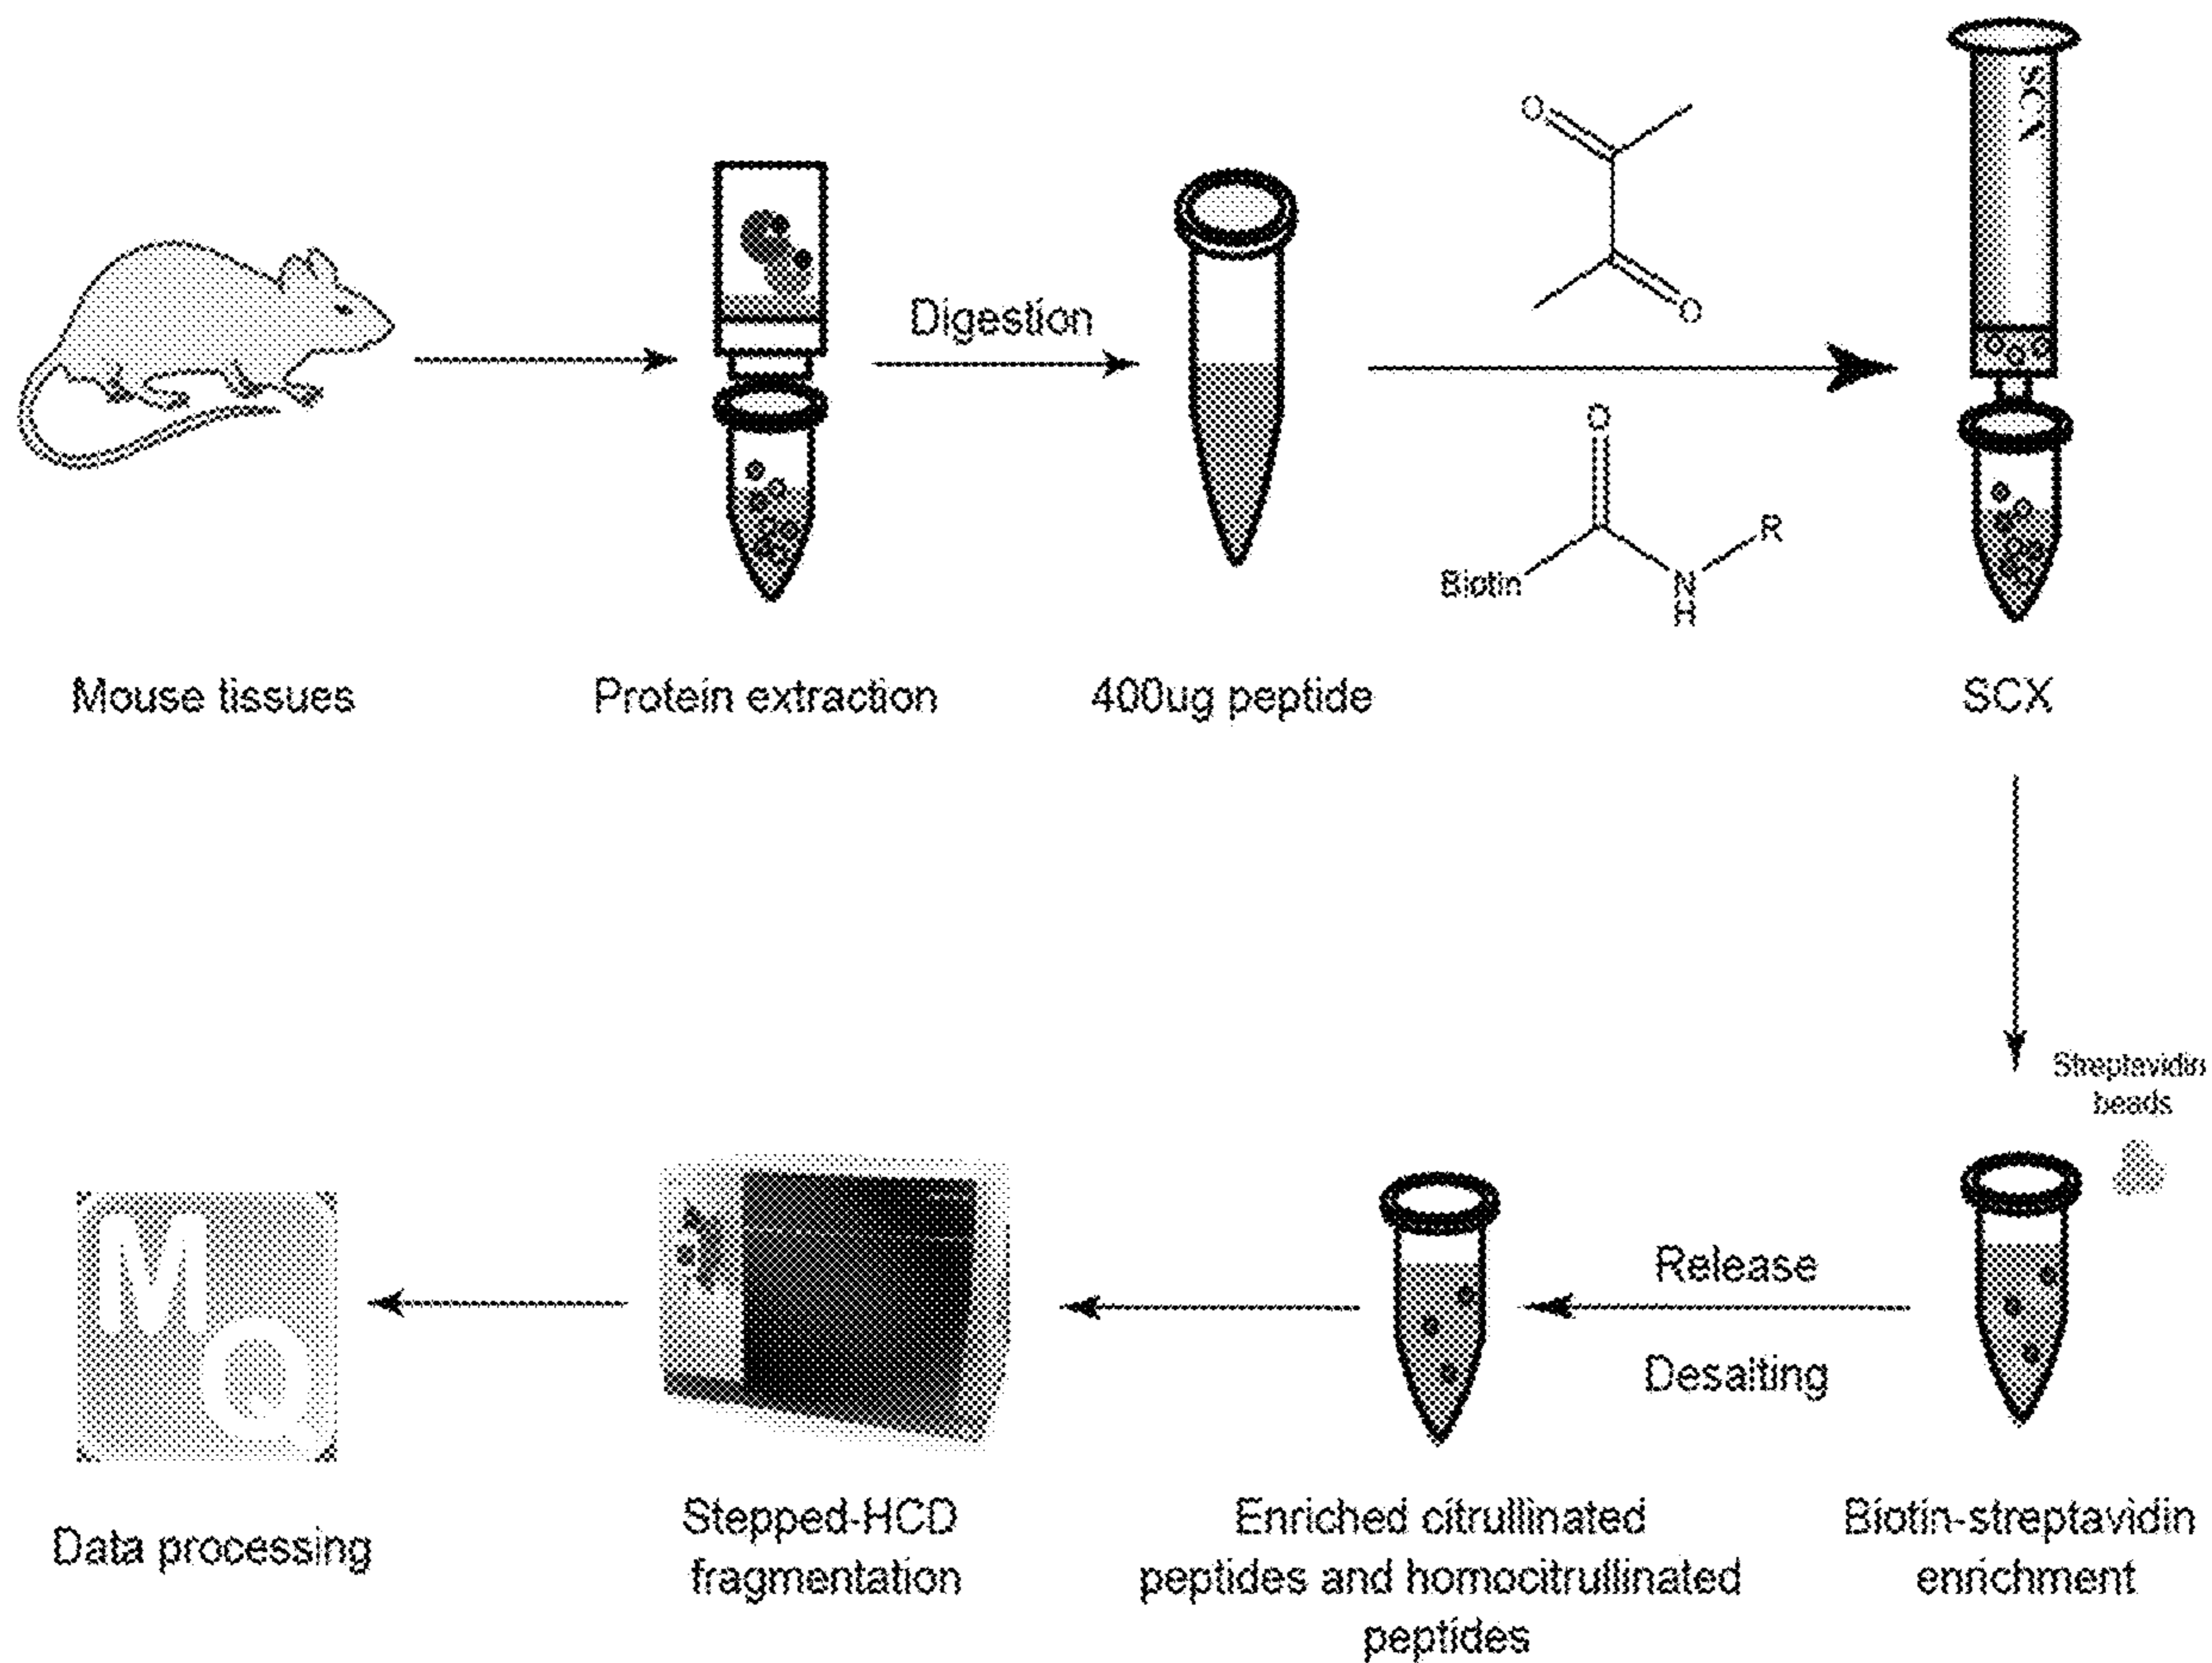 SCX
O
O
Digestion
O
R
Biotin
N
H
Mouse tissues
Protein extraction
400ug peptide
SCX
Streptavidin
beads
M
Q
Release
Desalting
Data processing
Stepped-HCD
fragmentation
Enriched citrullinated
peptides and homocitrullinated
peptides
Biotin-streptavidin
enrichment